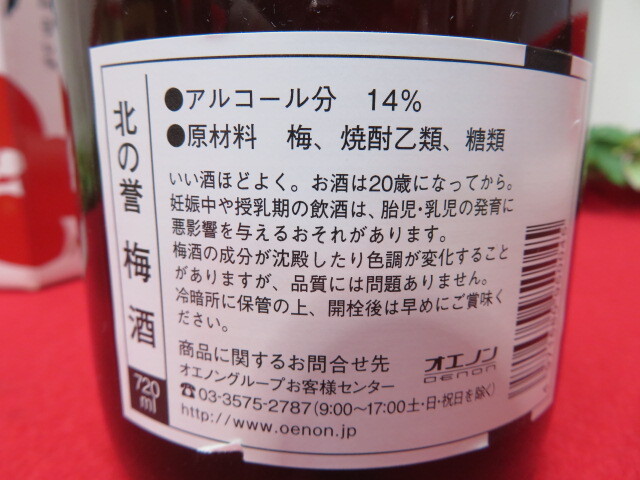 北の誉 梅酒
720ml
●アルコール分 14%
●原材料 梅、焼酎乙類、糖類
いい酒ほどよく。お酒は20歳になってから。
妊娠中や授乳期の飲酒は、胎児・乳児の発育に
悪影響を与えるおそれがあります。
梅酒の成分が沈殿したり色調が変化すること
がありますが、品質には問題ありません。
冷暗所に保管の上、開栓後は早めにご賞味く
ださい。
商品に関するお問合せ先
オエノングループお客様センター
☎03-3575-2787(9:00〜17:00土・日・祝日を除く)
http://www.oenon.jp
オエノン
OENON